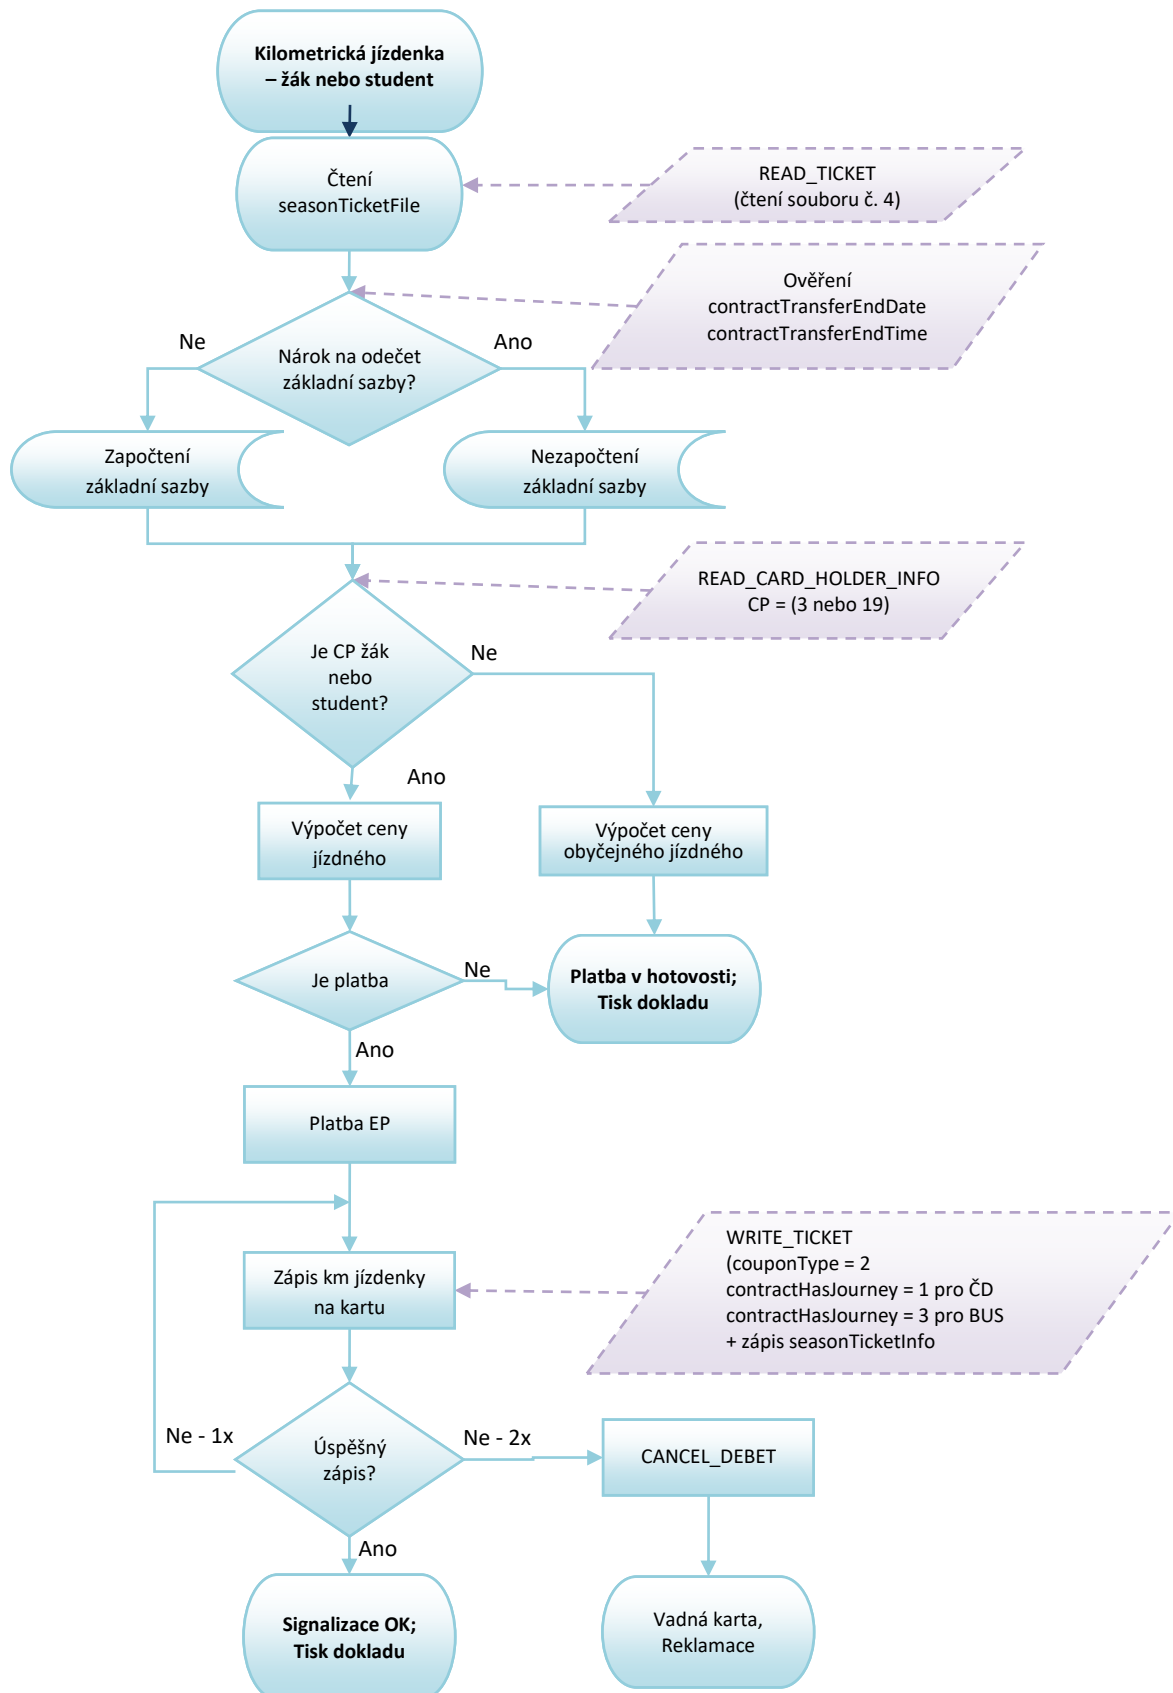 Kilometrická jízdenka
– žák nebo student
Čtení
seasonTicketFile
READ_TICKET
(čtení souboru č. 4)
Ověření
contractTransferEndDate
contractTransferEndTime
Ne
Ano
Nárok na odečet
základní sazby?
Započtení
základní sazby
Nezapočtení
základní sazby
READ_CARD_HOLDER_INFO
CP = (3 nebo 19)
Je CP žák
nebo
student?
Ne
Ano
Výpočet ceny
jízdného
Výpočet ceny
obyčejného jízdného
Je platba
Ne
Platba v hotovosti;
Tisk dokladu
Ano
Platba EP
WRITE_TICKET
(couponType = 2
contractHasJourney = 1 pro ČD
contractHasJourney = 3 pro BUS
+ zápis seasonTicketInfo
Zápis km jízdenky
na kartu
Ne - 1x
Úspěšný
zápis?
Ne - 2x
CANCEL_DEBET
Ano
Signalizace OK;
Tisk dokladu
Vadná karta,
Reklamace